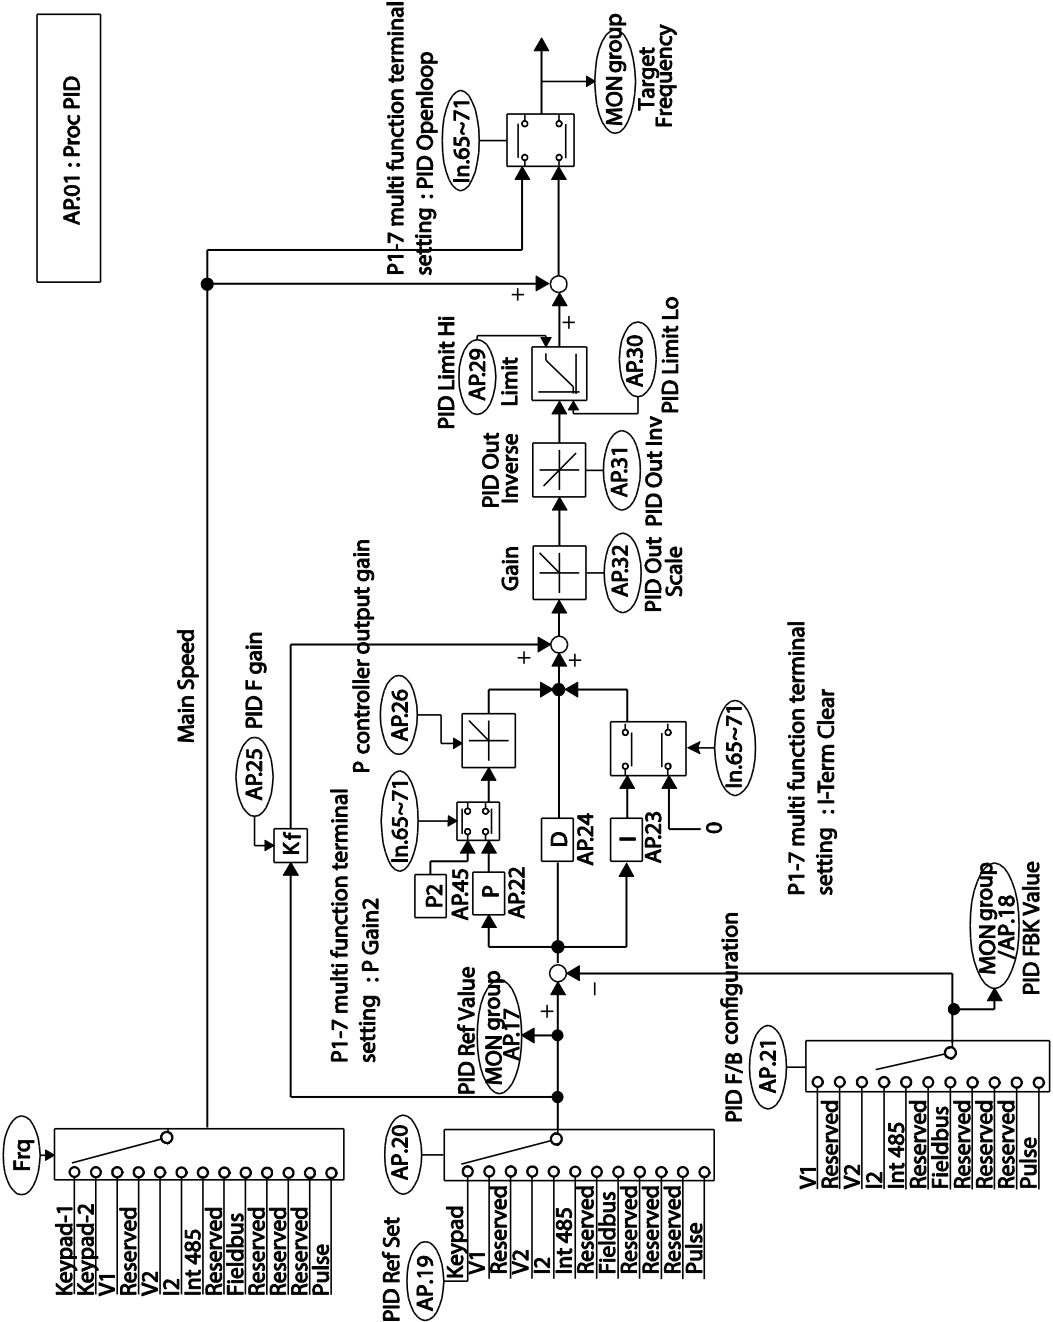 AP.01 : Proc PID
Main Speed
Frq
Keypad-1
Keypad-2
V1
Reserved
V2
I2
Int 485
Reserved
Fieldbus
Reserved
Reserved
Reserved
Pulse
AP.25
PID F gain
Kf
P1-7 multi function terminal
setting : P Gain2
In.65~71
P controller output gain
AP.26
P2
AP.45
P
AP.22
D
AP.24
I
AP.23
0
In.65~71
P1-7 multi function terminal
setting : I-Term Clear
PID Ref Value
MON group
AP.17
+
−
PID Ref Set
AP.19
AP.20
Keypad
V1
Reserved
V2
I2
Int 485
Reserved
Fieldbus
Reserved
Reserved
Reserved
Pulse
PID F/B configuration
AP.21
V1
Reserved
V2
I2
Int 485
Reserved
Fieldbus
Reserved
Reserved
Reserved
Pulse
MON group
/AP.18
PID FBK Value
+
+
Gain
AP.32
PID Out
Scale
PID Out
Inverse
AP.31
PID Out Inv
PID Limit Hi
AP.29
Limit
AP.30
PID Limit Lo
+
+
P1-7 multi function terminal
setting : PID Openloop
In.65~71
MON group
Target
Frequency